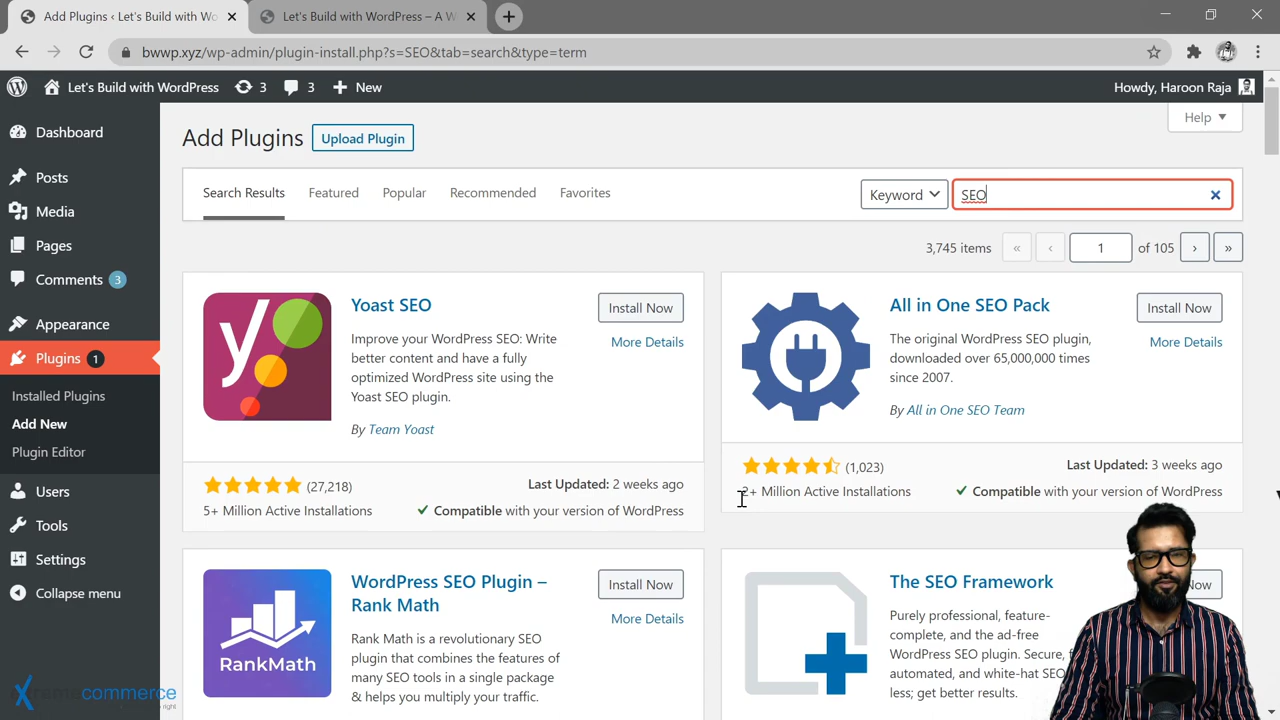 Add Plugins ‹ Let's Build with Wo
Let's Build with WordPress – A W
bwwp.xyz/wp-admin/plugin-install.php?s=SEO&tab=search&type=term
Let's Build with WordPress 3 3 New
Howdy, Haroon Raja
Dashboard
Posts
Media
Pages
Comments 3
Appearance
Plugins 1
Installed Plugins
Add New
Plugin Editor
Users
Tools
Settings
Collapse menu
Help
Add Plugins Upload Plugin
Search Results Featured Popular Recommended Favorites Keyword SEO
3,745 items « ‹ 1 of 105 › »
Yoast SEO
Install Now
More Details
Improve your WordPress SEO: Write
better content and have a fully
optimized WordPress site using the
Yoast SEO plugin.
By Team Yoast
(27,218)
Last Updated: 2 weeks ago
5+ Million Active Installations
Compatible with your version of WordPress
All in One SEO Pack
Install Now
More Details
The original WordPress SEO plugin,
downloaded over 65,000,000 times
since 2007.
By All in One SEO Team
(1,023)
Last Updated: 3 weeks ago
2+ Million Active Installations
Compatible with your version of WordPress
RankMath
WordPress SEO Plugin –
Rank Math
Install Now
More Details
Rank Math is a revolutionary SEO
plugin that combines the features of
many SEO tools in a single package
& helps you multiply your traffic.
The SEO Framework
Now
Purely professional, feature-
complete, and the ad-free
WordPress SEO plugin. Secure,
automated, and white-hat SEO
less; get better results.
xtremecommerce
right